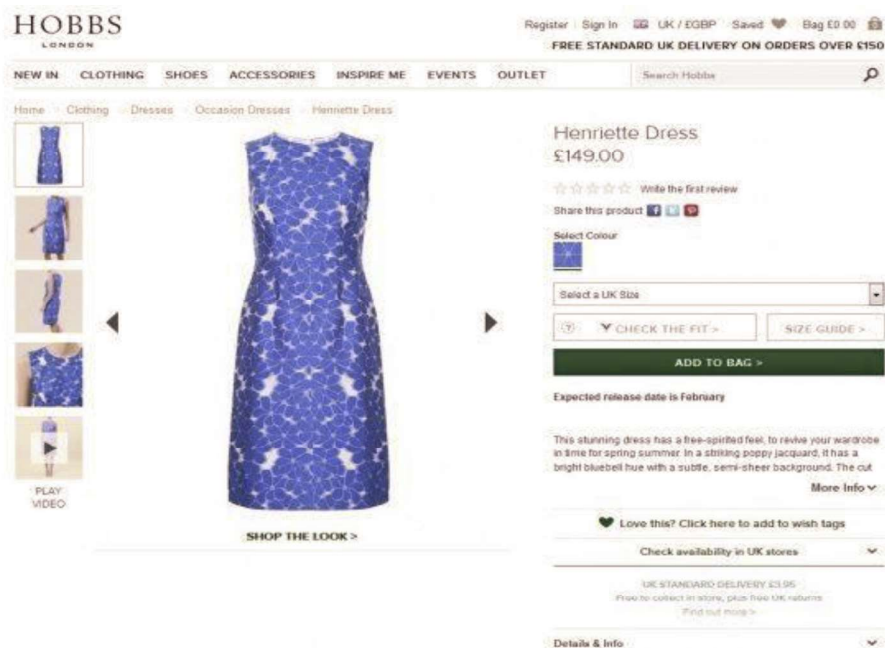 HOBBS
LONDON
Register Sign In UK / £GBP Saved Bag £0.00
FREE STANDARD UK DELIVERY ON ORDERS OVER £150
NEW IN CLOTHING SHOES ACCESSORIES INSPIRE ME EVENTS OUTLET
Search Hobbs
Home Clothing Dresses Occasion Dresses Henriette Dress
Henriette Dress
£149.00
Write the first review
Share this product
Select Colour
Select a UK Size
CHECK THE FIT >
SIZE GUIDE >
ADD TO BAG >
Expected release date is February
This stunning dress has a free-spirited feel, to revive your wardrobe
in time for spring summer. In a striking poppy jacquard, it has a
bright bluebell hue with a subtle, semi-sheer background. The cut
More Info
PLAY
VIDEO
SHOP THE LOOK >
Love this? Click here to add to wish tags
Check availability in UK stores
UK STANDARD DELIVERY £3.95
Free to collect in store, plus free UK returns
Find out more >
Details & Info